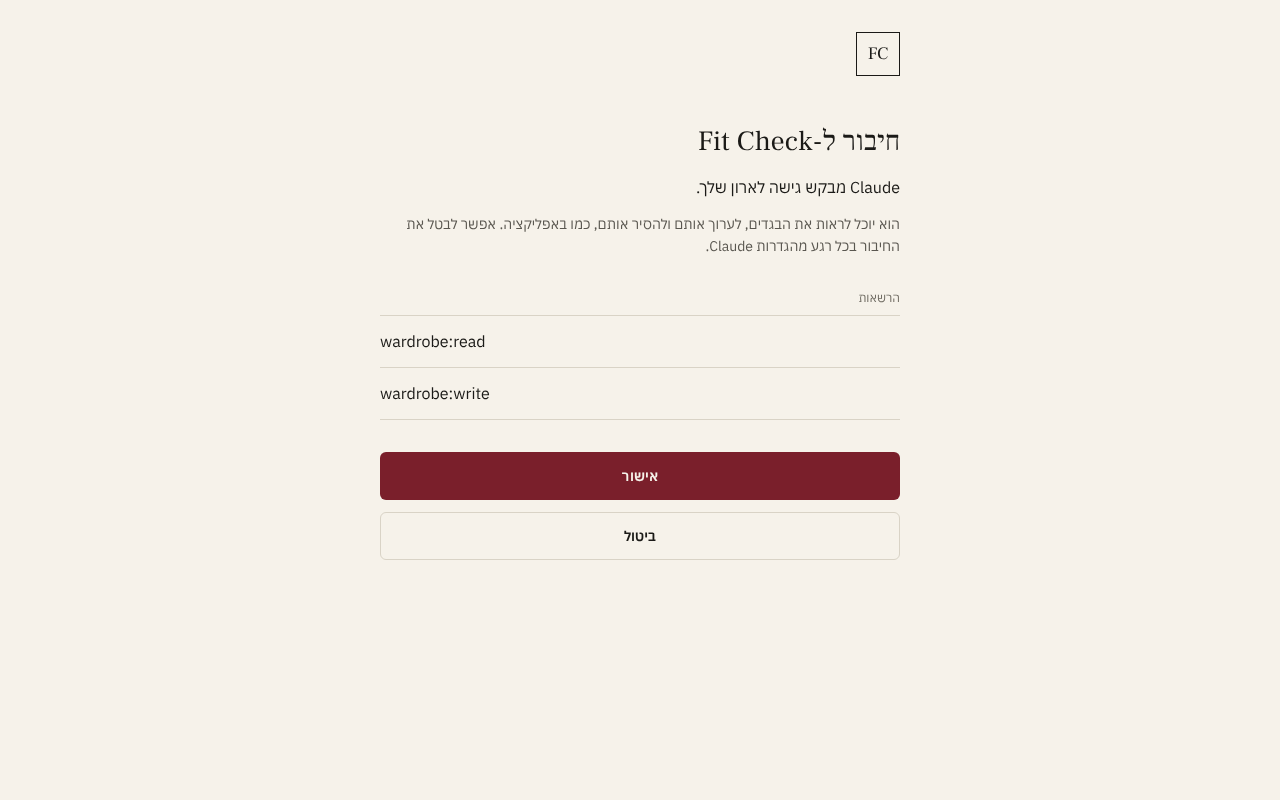 FC
חיבור ל-Fit Check
Claude מבקש גישה לארון שלך.
הוא יוכל לראות את הבגדים, לערוך אותם ולהסיר אותם, כמו באפליקציה. אפשר לבטל את
החיבור בכל רגע מהגדרות Claude.
הרשאות
wardrobe:read
wardrobe:write
אישור
ביטול